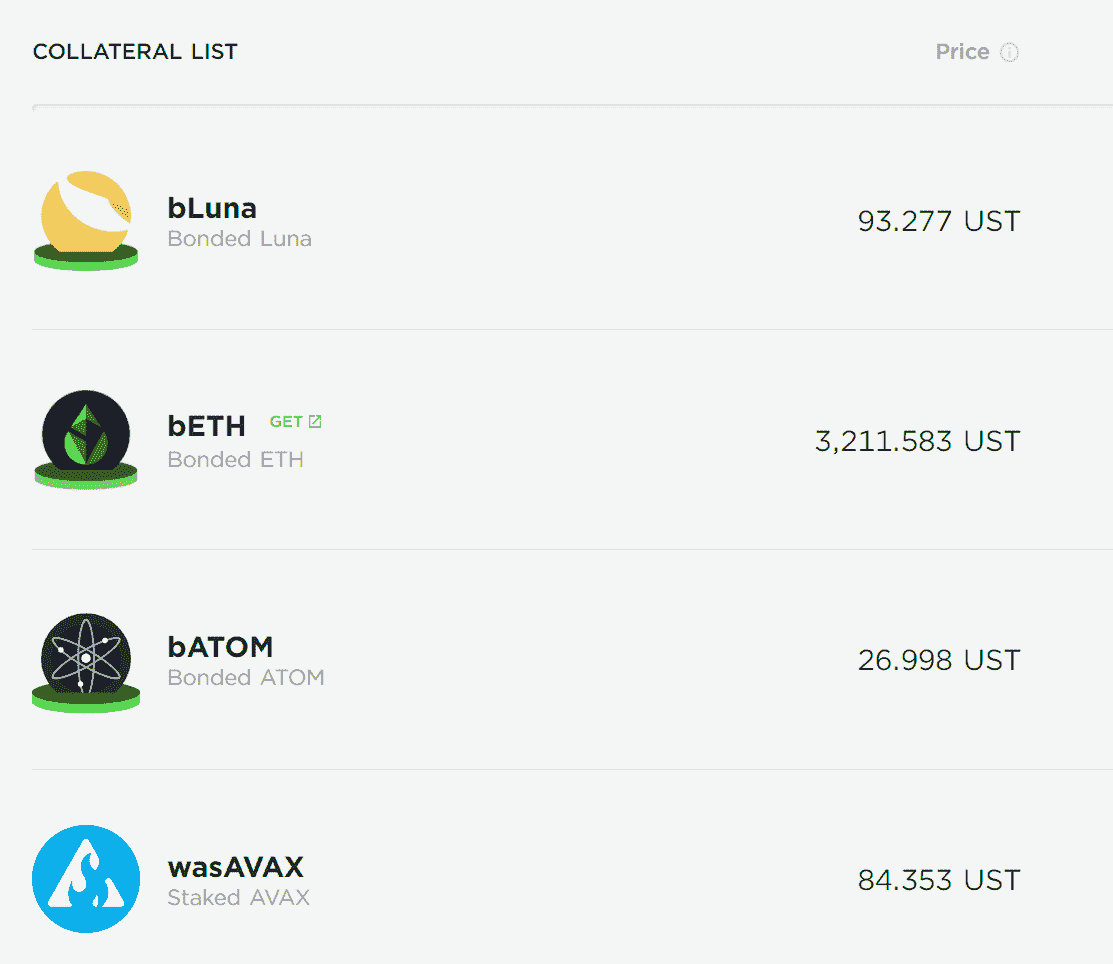 COLLATERAL LIST
Price
bLuna
Bonded Luna
93.277 UST
bETH GET
Bonded ETH
3,211.583 UST
bATOM
Bonded ATOM
26.998 UST
wasAVAX
Staked AVAX
84.353 UST